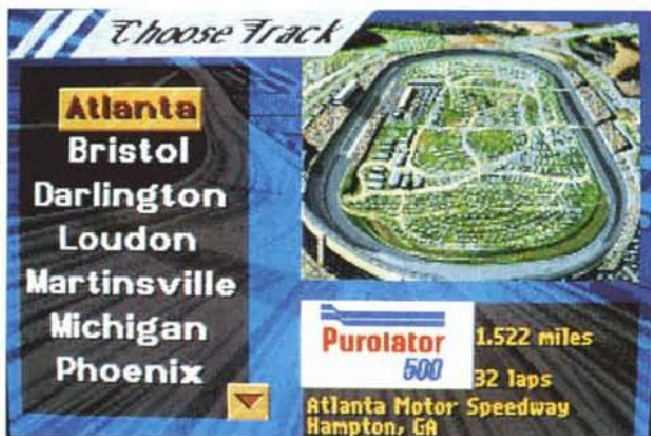 Choose Track
Atlanta
Bristol
Darlington
Loudon
Martinsville
Michigan
Phoenix
Purolator
500
1.522 miles
32 laps
Atlanta Motor Speedway
Hampton, GA